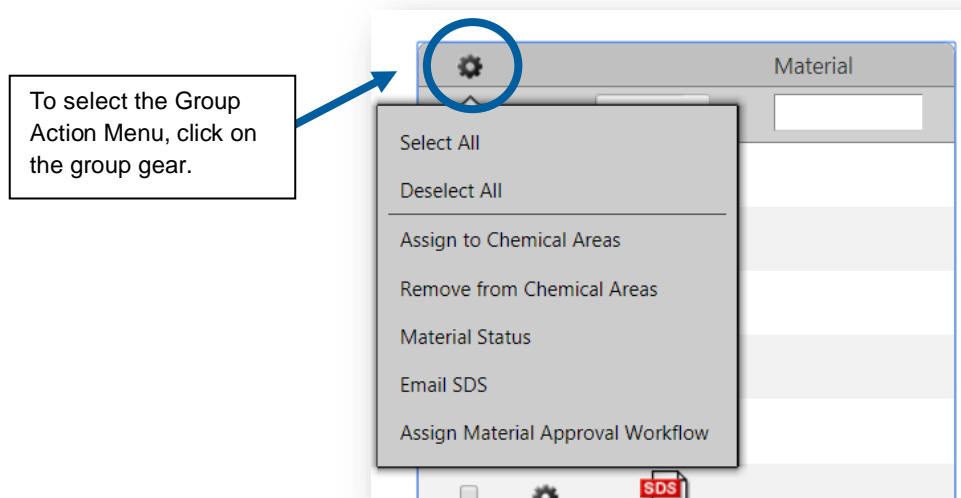 Material
To select the Group
Action Menu, click on
the group gear.
Select All
Deselect All
Assign to Chemical Areas
Remove from Chemical Areas
Material Status
Email SDS
Assign Material Approval Workflow
SDS